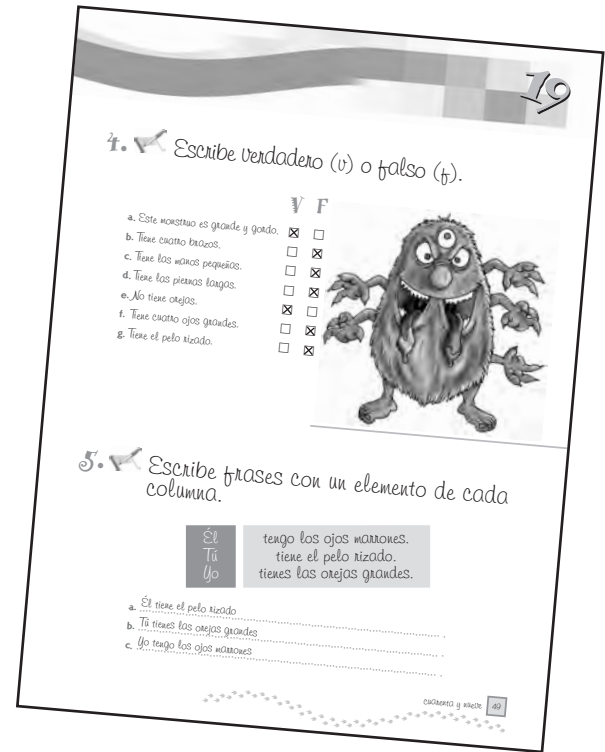 19
4. Escribe verdadero (v) o falso (f).
V F
a. Este monstruo es grande y gordo.
b. Tiene cuatro brazos.
c. Tiene las manos pequeñas.
d. Tiene las piernas largas.
e. No tiene orejas.
f. Tiene cuatro ojos grandes.
g. Tiene el pelo rizado.
5. Escribe frases con un elemento de cada
columna.
Él
Tú
Yo
tengo los ojos marrones.
tiene el pelo rizado.
tienes las orejas grandes.
a. Él tiene el pelo rizado
b. Tú tienes las orejas grandes
c. Yo tengo los ojos marrones
cuarenta y nueve 49